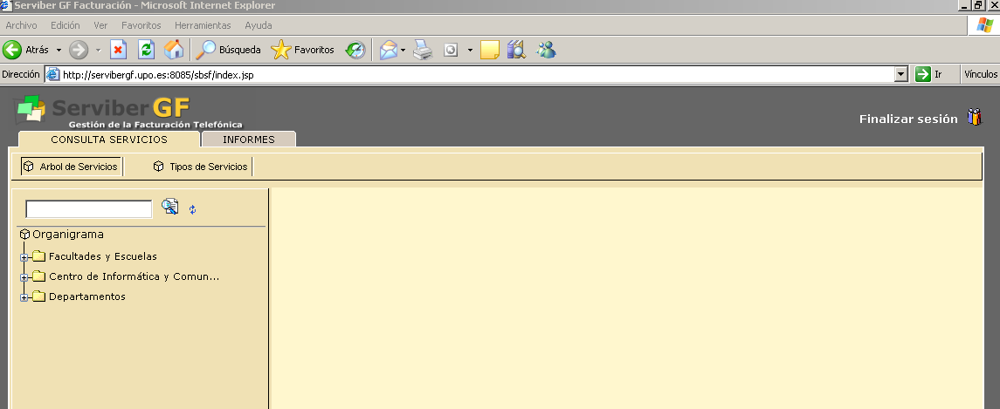 Serviber GF Facturación - Microsoft Internet Explorer
Archivo Edición Ver Favoritos Herramientas Ayuda
Atrás Búsqueda Favoritos
Dirección http://servibergf.upo.es:8085/sbsf/index.jsp Ir Vínculos
Serviber GF
Gestión de la Facturación Telefónica
Finalizar sesión
CONSULTA SERVICIOS INFORMES
Arbol de Servicios Tipos de Servicios
Organigrama
Facultades y Escuelas
Centro de Informática y Comun...
Departamentos